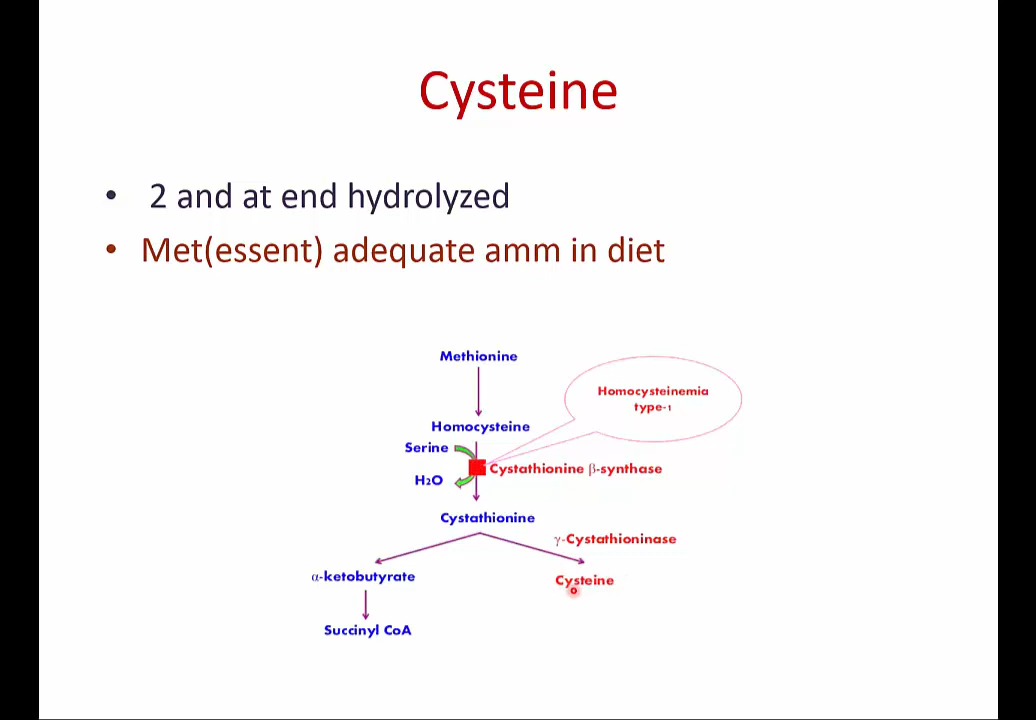 Cysteine
• 2 and at end hydrolyzed
• Met(essent) adequate amm in diet
Methionine
Homocysteinemia
type-1
Homocysteine
Serine
Cystathionine β-synthase
H2O
Cystathionine
γ-Cystathioninase
α-ketobutyrate
Cysteine
Succinyl CoA